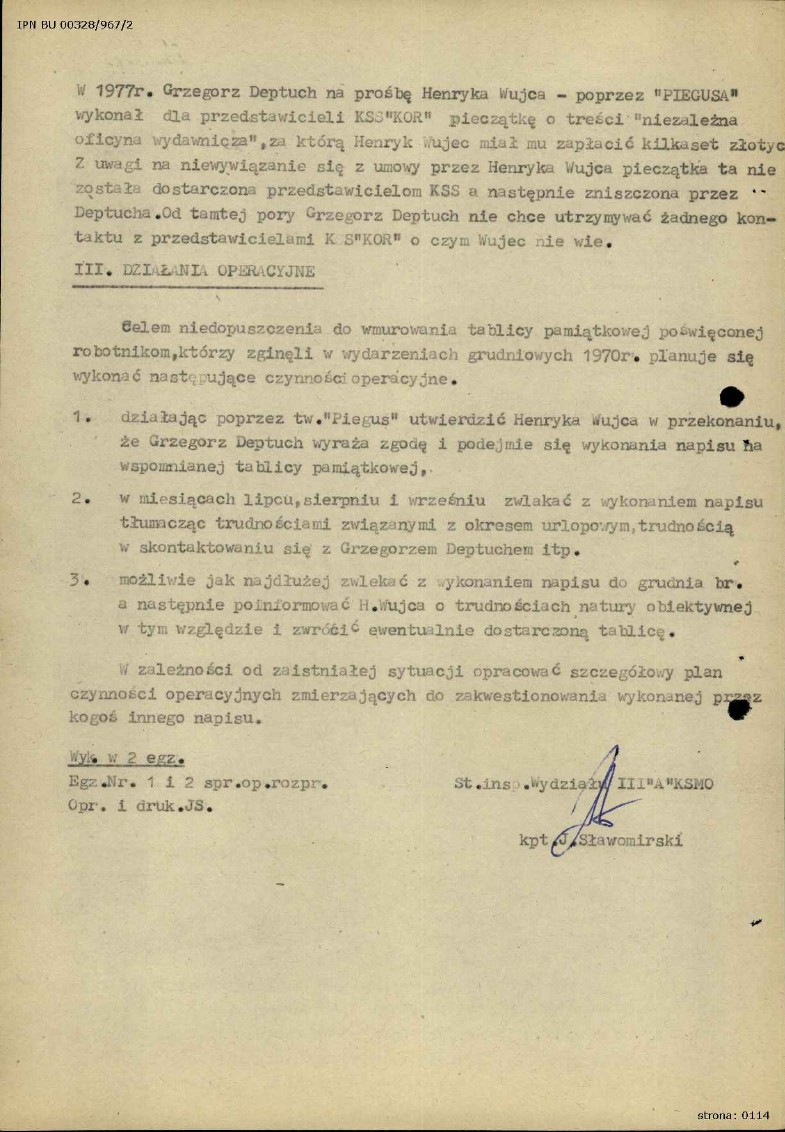 IPN BU 00328/967/2
W 1977r. Grzegorz Deptuch na prośbę Henryka Wujca - poprzez "PIEGUSA"
wykonał dla przedstawicieli KSS"KOR" pieczątkę o treści "niezależna
oficyna wydawnicza",za którą Henryk Wujec miał mu zapłacić kilkaset złotyc
Z uwagi na niewywiązanie się z umowy przez Henryka Wujca pieczątka ta nie
została dostarczona przedstawicielom KSS a następnie zniszczona przez
Deptucha.Od tamtej pory Grzegorz Deptuch nie chce utrzymywać żadnego kon-
taktu z przedstawicielami K S"KOR" o czym Wujec nie wie.
III. DZIAŁANIA OPERACYJNE
Celem niedopuszczenia do wmurowania tablicy pamiątkowej poświęconej
robotnikom,którzy zginęli w wydarzeniach grudniowych 1970r. planuje się
wykonać następujące czynności operacyjne.
1. działając poprzez tw."Piegus" utwierdzić Henryka Wujca w przekonaniu,
że Grzegorz Deptuch wyraża zgodę i podejmie się wykonania napisu na
wspomnianej tablicy pamiątkowej,
2. w miesiącach lipcu,sierpniu i wrześniu zwlakać z wykonaniem napisu
tłumacząc trudnościami związanymi z okresem urlopowym,trudnością
w skontaktowaniu się z Grzegorzem Deptuchem itp.
3. możliwie jak najdłużej zwlekać z wykonaniem napisu do grudnia br.
a następnie poinformować H.Wujca o trudnościach natury obiektywnej
w tym względzie i zwrócić ewentualnie dostarczoną tablicę.
W zależności od zaistniałej sytuacji opracować szczegółowy plan
czynności operacyjnych zmierzających do zakwestionowania wykonanej przez
kogoś innego napisu.
Wyk. w 2 egz.
Egz.Nr. 1 i 2 spr.op.rozpr.
Opr. i druk.JS.
St.insp.Wydziału III"A"KSMO
kpt.J.Sławomirski
strona: 0114